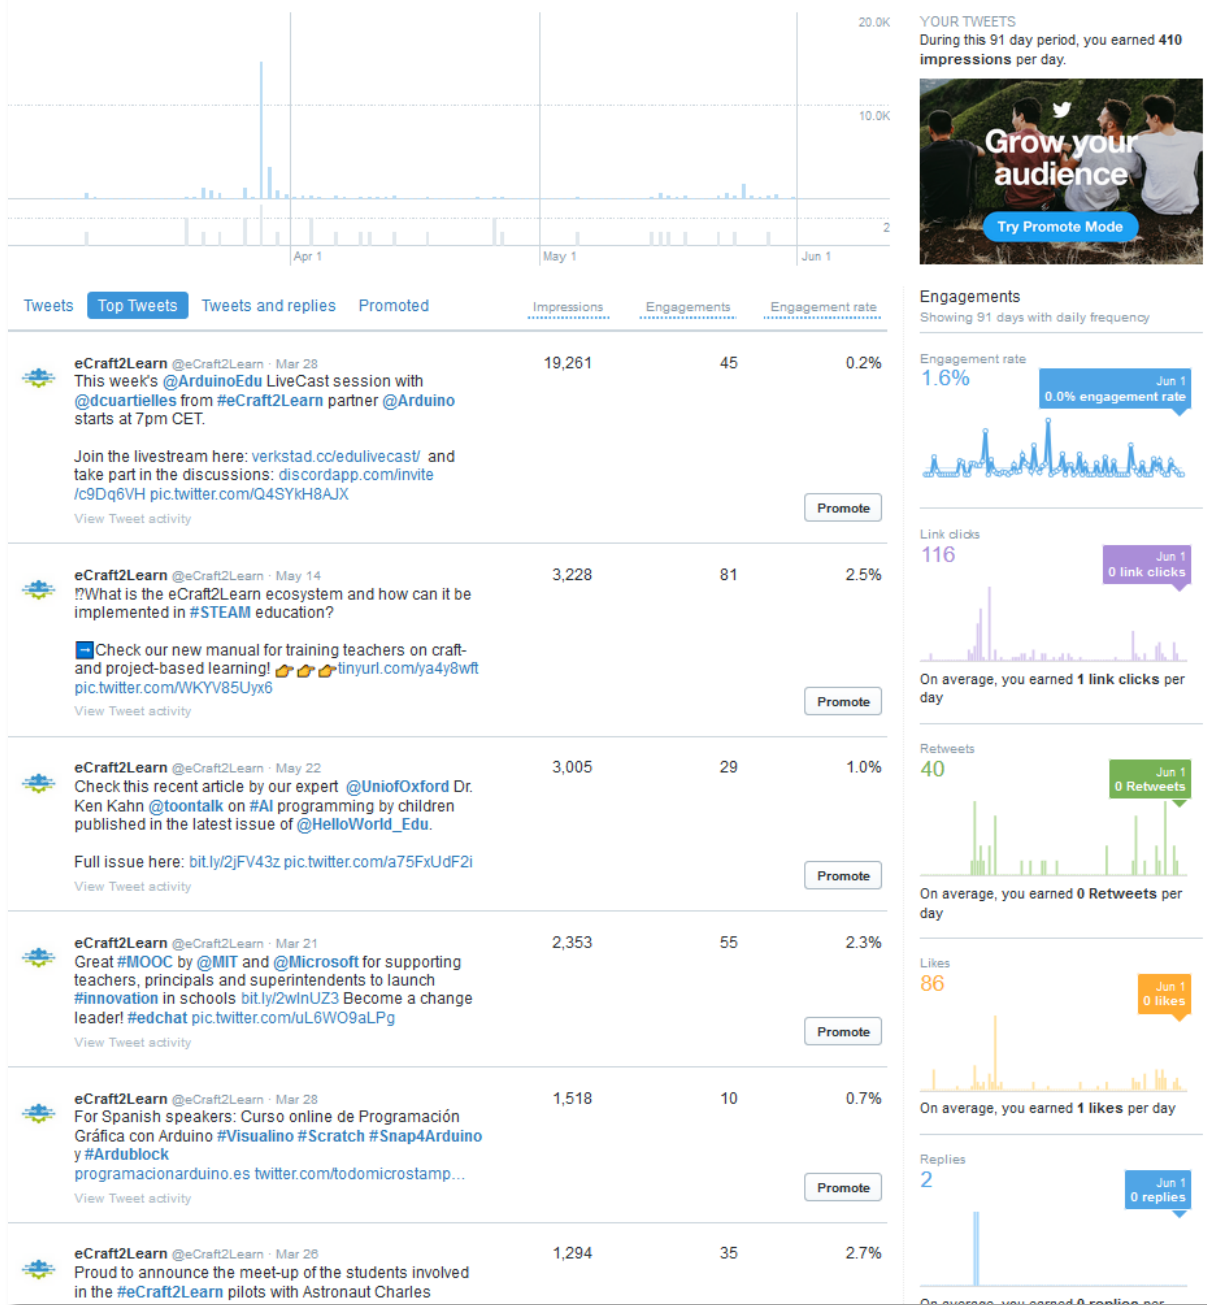 20.0K
10.0K
2
Apr 1
May 1
Jun 1
YOUR TWEETS
During this 91 day period, you earned 410
impressions per day.
Grow your
audience
Try Promote Mode
Tweets
Top Tweets
Tweets and replies
Promoted
Impressions
Engagements
Engagement rate
eCraft2Learn @eCraft2Learn · Mar 28
19,261
45
0.2%
This week's @ArduinoEdu LiveCast session with
@dcuartielles from #eCraft2Learn partner @Arduino
starts at 7pm CET.
Join the livestream here: verkstad.cc/edulivecast/ and
take part in the discussions: discordapp.com/invite
/c9Dq6VH pic.twitter.com/Q4SYkH8AJX
View Tweet activity
Promote
eCraft2Learn @eCraft2Learn · May 14
3,228
81
2.5%
⁉What is the eCraft2Learn ecosystem and how can it be
implemented in #STEAM education?
➡Check our new manual for training teachers on craft-
and project-based learning! 👉👉👉tinyurl.com/ya4y8wft
pic.twitter.com/WKYV85Uyx6
View Tweet activity
Promote
eCraft2Learn @eCraft2Learn · May 22
3,005
29
1.0%
Check this recent article by our expert @UniofOxford Dr.
Ken Kahn @toontalk on #AI programming by children
published in the latest issue of @HelloWorld_Edu.
Full issue here: bit.ly/2jFV43z pic.twitter.com/a75FxUdF2i
View Tweet activity
Promote
eCraft2Learn @eCraft2Learn · Mar 21
2,353
55
2.3%
Great #MOOC by @MIT and @Microsoft for supporting
teachers, principals and superintendents to launch
#innovation in schools bit.ly/2wInUZ3 Become a change
leader! #edchat pic.twitter.com/uL6WO9aLPg
View Tweet activity
Promote
eCraft2Learn @eCraft2Learn · Mar 28
1,518
10
0.7%
For Spanish speakers: Curso online de Programación
Gráfica con Arduino #Visualino #Scratch #Snap4Arduino
y #Ardublock
programacionarduino.es twitter.com/todomicrostamp…
View Tweet activity
Promote
eCraft2Learn @eCraft2Learn · Mar 26
1,294
35
2.7%
Proud to announce the meet-up of the students involved
in the #eCraft2Learn pilots with Astronaut Charles
Engagements
Showing 91 days with daily frequency
Engagement rate
1.6%
Jun 1
0.0% engagement rate
Link clicks
116
Jun 1
0 link clicks
On average, you earned 1 link clicks per
day
Retweets
40
Jun 1
0 Retweets
On average, you earned 0 Retweets per
day
Likes
86
Jun 1
0 likes
On average, you earned 1 likes per day
Replies
2
Jun 1
0 replies
On average, you earned 0 replies per